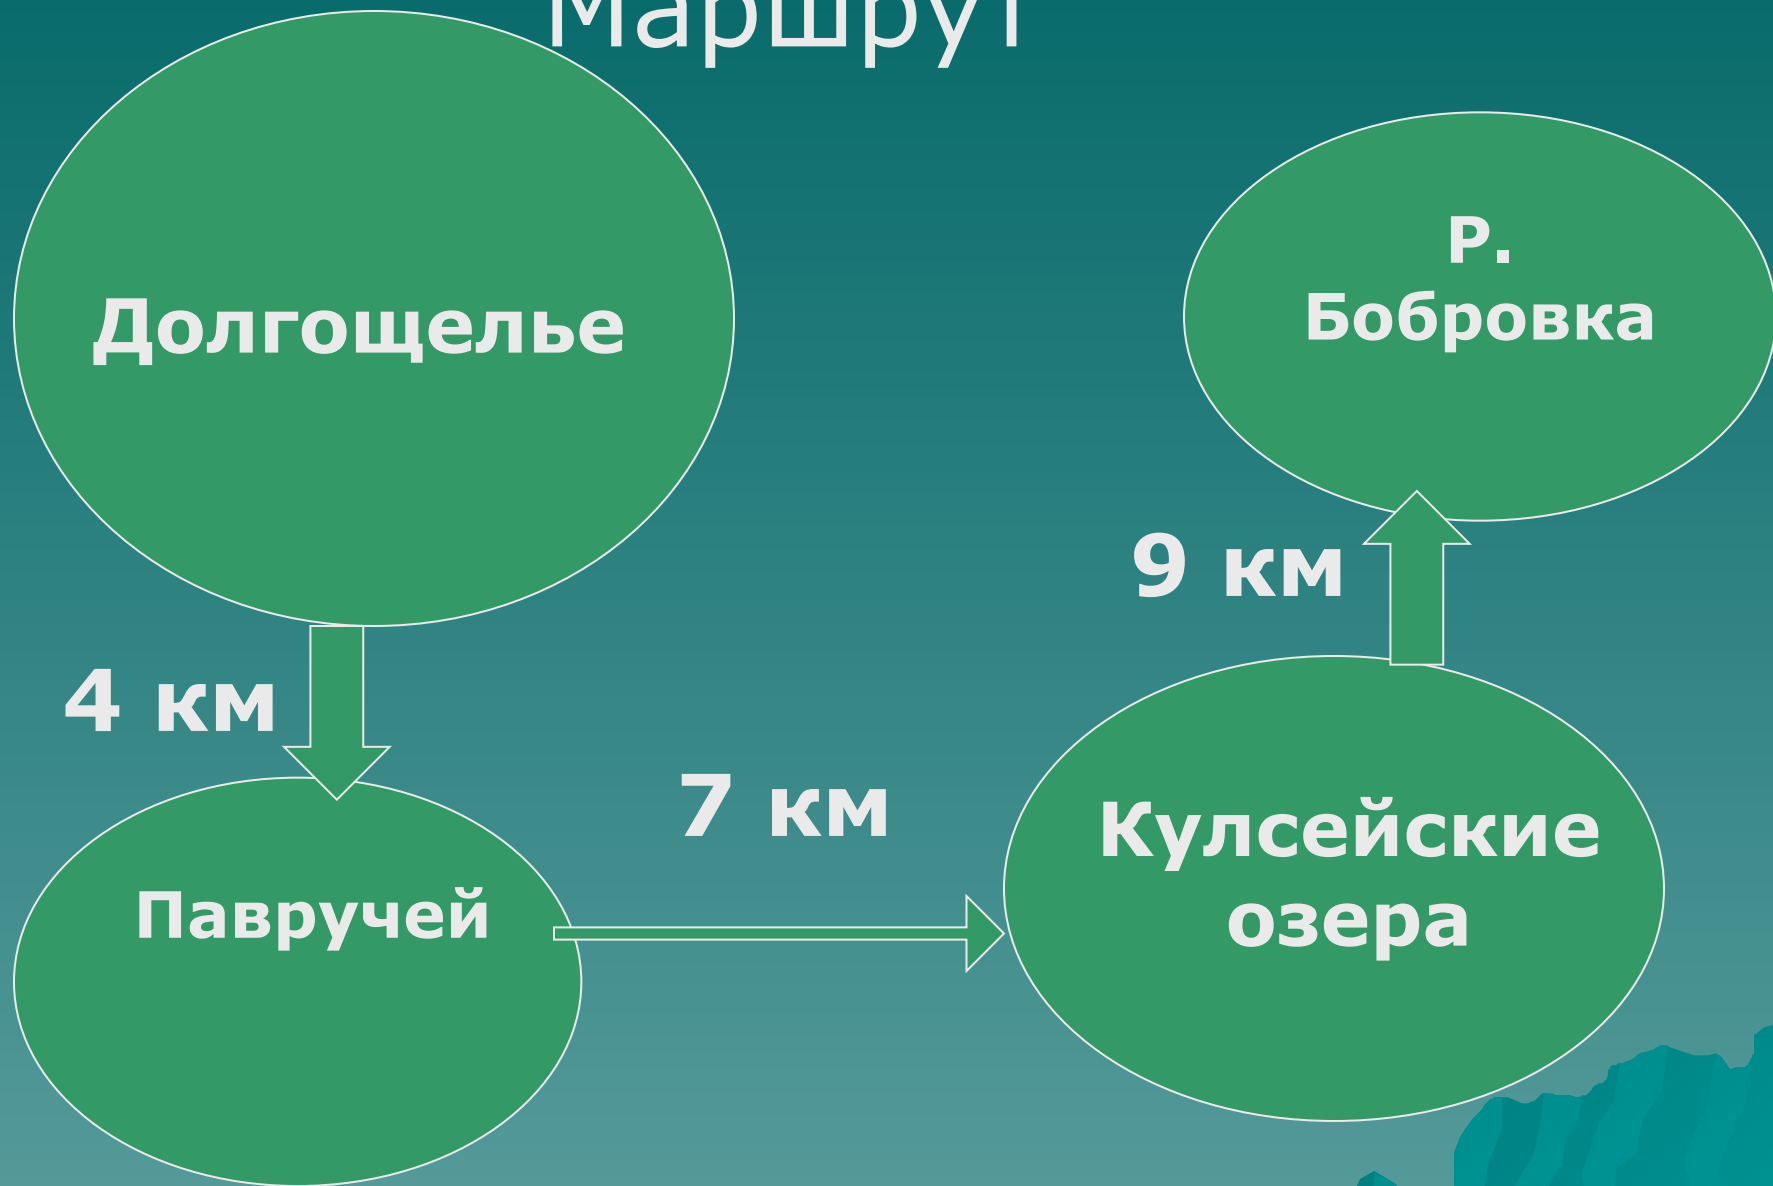 Маршрут
Долгощелье
4 км
Павручей
7 км
Кулсейские
озера
9 км
Р.
Бобровка